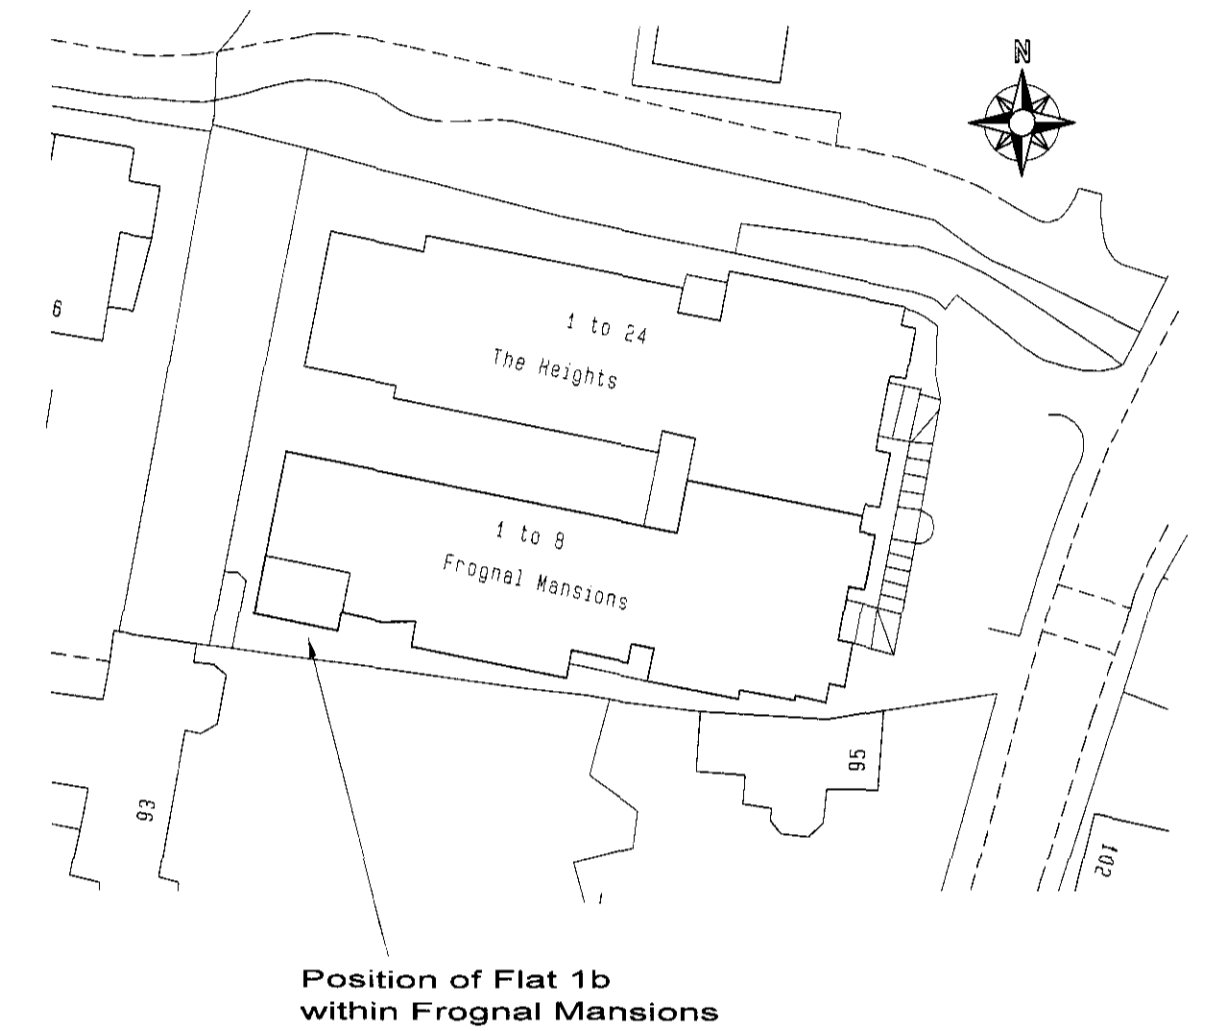 N
6
1 to 24
The Heights
1 to 8
Frognal Mansions
95
93
102
Position of Flat 1b
within Frognal Mansions